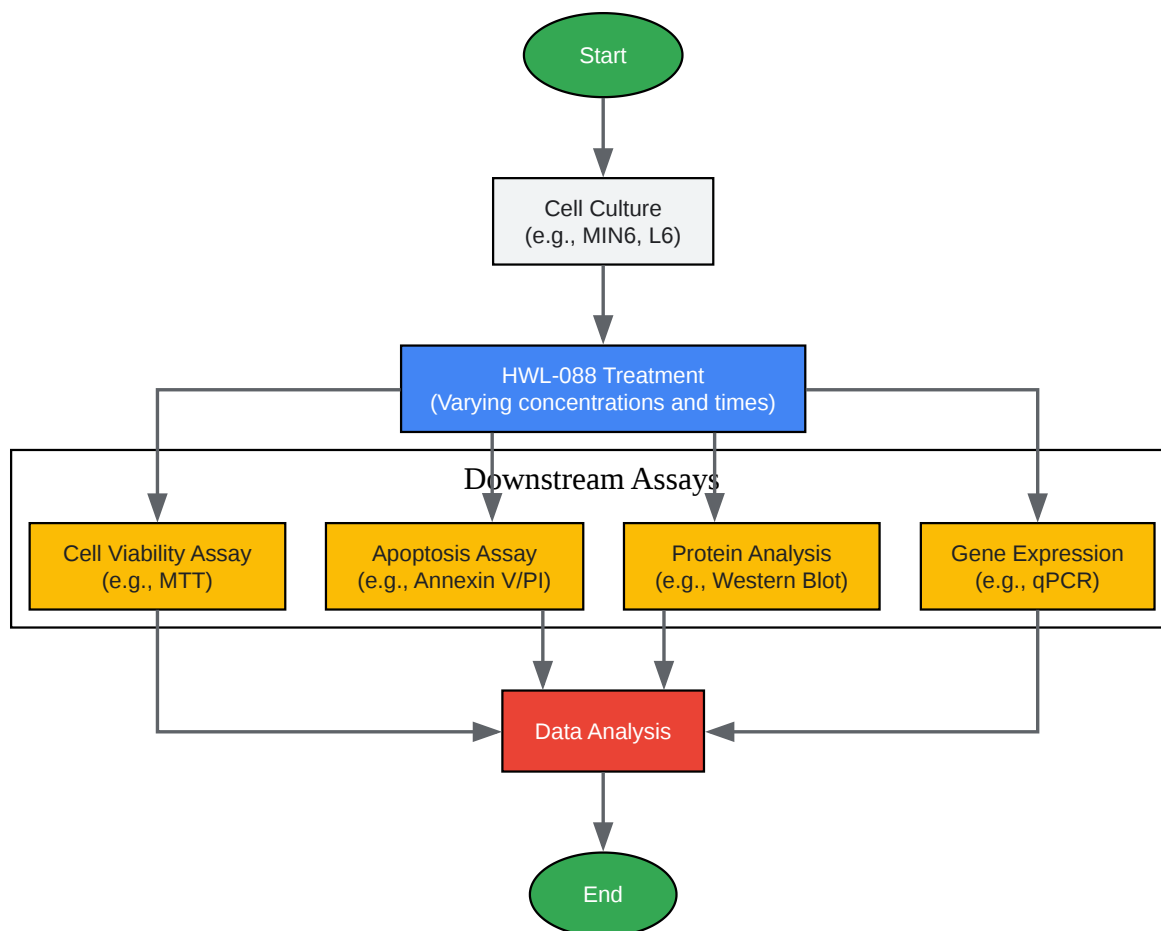 Start
Cell Culture
(e.g., MIN6, L6)
HWL-088 Treatment
(Varying concentrations and times)
Downstream Assays
Cell Viability Assay
(e.g., MTT)
Apoptosis Assay
(e.g., Annexin V/PI)
Protein Analysis
(e.g., Western Blot)
Gene Expression
(e.g., qPCR)
Data Analysis
End